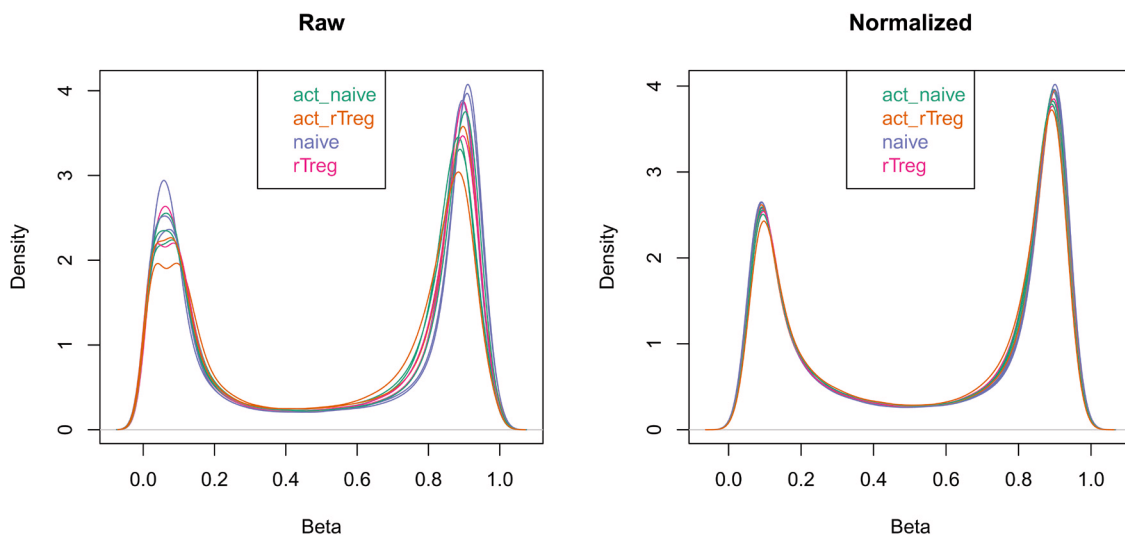 Raw
Density
4
3
2
1
0
act_naive
act_rTreg
naive
rTreg
0.0 0.2 0.4 0.6 0.8 1.0
Beta
Normalized
Density
4
3
2
1
0
act_naive
act_rTreg
naive
rTreg
0.0 0.2 0.4 0.6 0.8 1.0
Beta